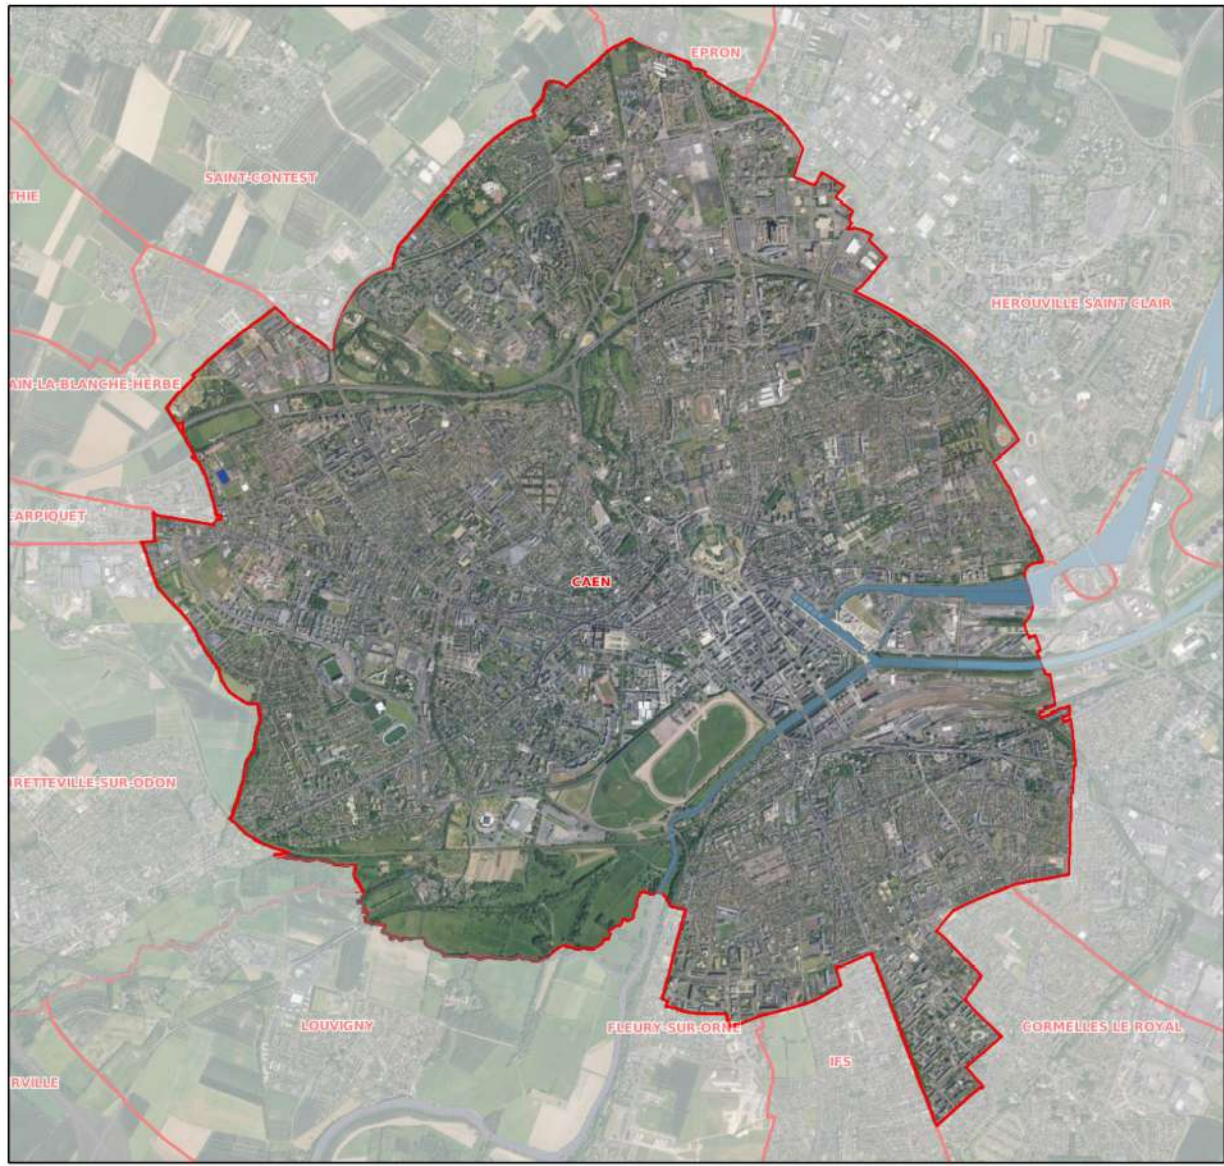 EPRON
SAINT-CONTEST
THIE
HEROUVILLE SAINT CLAIR
AIN-LA-BLANCHE-HERBE
CARPIQUET
CAEN
RETTEVILLE-SUR-ODON
LOUVIGNY
FLEURY-SUR-ORNE
CORMELLES LE ROYAL
IFS
RVILLE